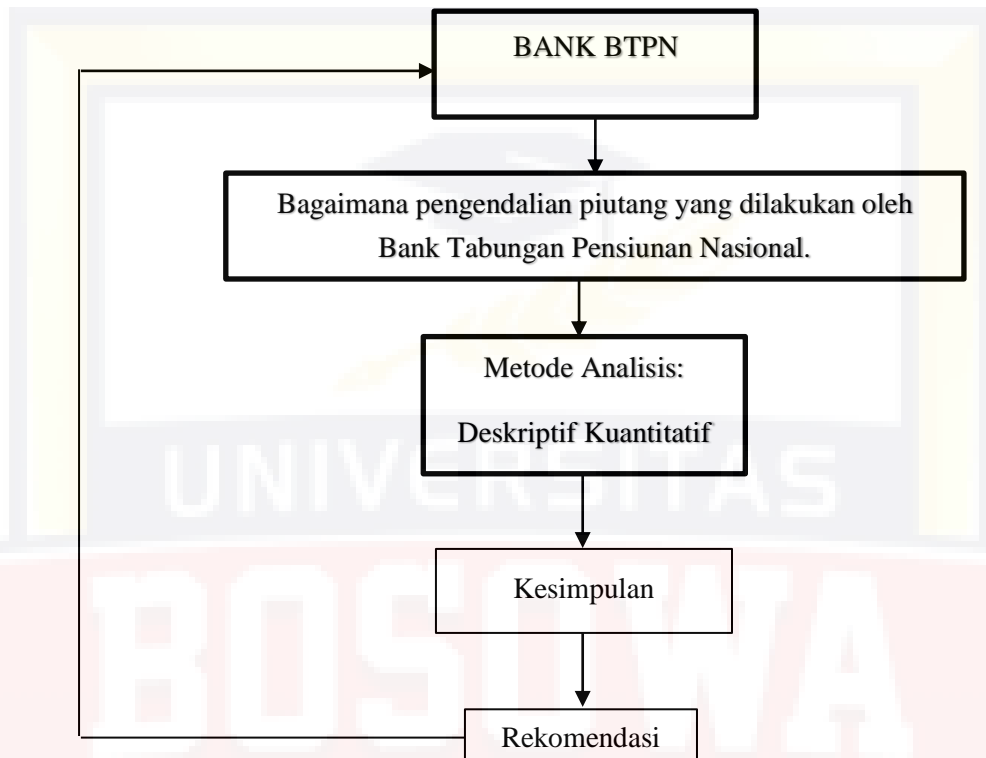 BANK BTPN
Bagaimana pengendalian piutang yang dilakukan oleh
Bank Tabungan Pensiunan Nasional.
Metode Analisis:
Deskriptif Kuantitatif
UNIVERSITAS
Kesimpulan
BOSOWA
Rekomendasi